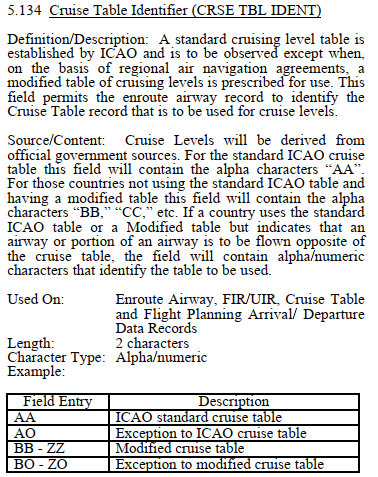 5.134 Cruise Table Identifier (CRSE TBL IDENT)
Definition/Description: A standard cruising level table is
established by ICAO and is to be observed except when,
on the basis of regional air navigation agreements, a
modified table of cruising levels is prescribed for use. This
field permits the enroute airway record to identify the
Cruise Table record that is to be used for cruise levels.
Source/Content: Cruise Levels will be derived from
official government sources. For the standard ICAO cruise
table this field will contain the alpha characters “AA”.
For those countries not using the standard ICAO table and
having a modified table this field will contain the alpha
characters “BB,” “CC,” etc. If a country uses the standard
ICAO table or a Modified table but indicates that an
airway or portion of an airway is to be flown opposite of
the cruise table, the field will contain alpha/numeric
characters that identify the table to be used.
Used On: Enroute Airway, FIR/UIR, Cruise Table
and Flight Planning Arrival/ Departure
Data Records
Length: 2 characters
Character Type: Alpha/numeric
Example:
Field Entry Description
AA ICAO standard cruise table
AO Exception to ICAO cruise table
BB - ZZ Modified cruise table
BO - ZO Exception to modified cruise table